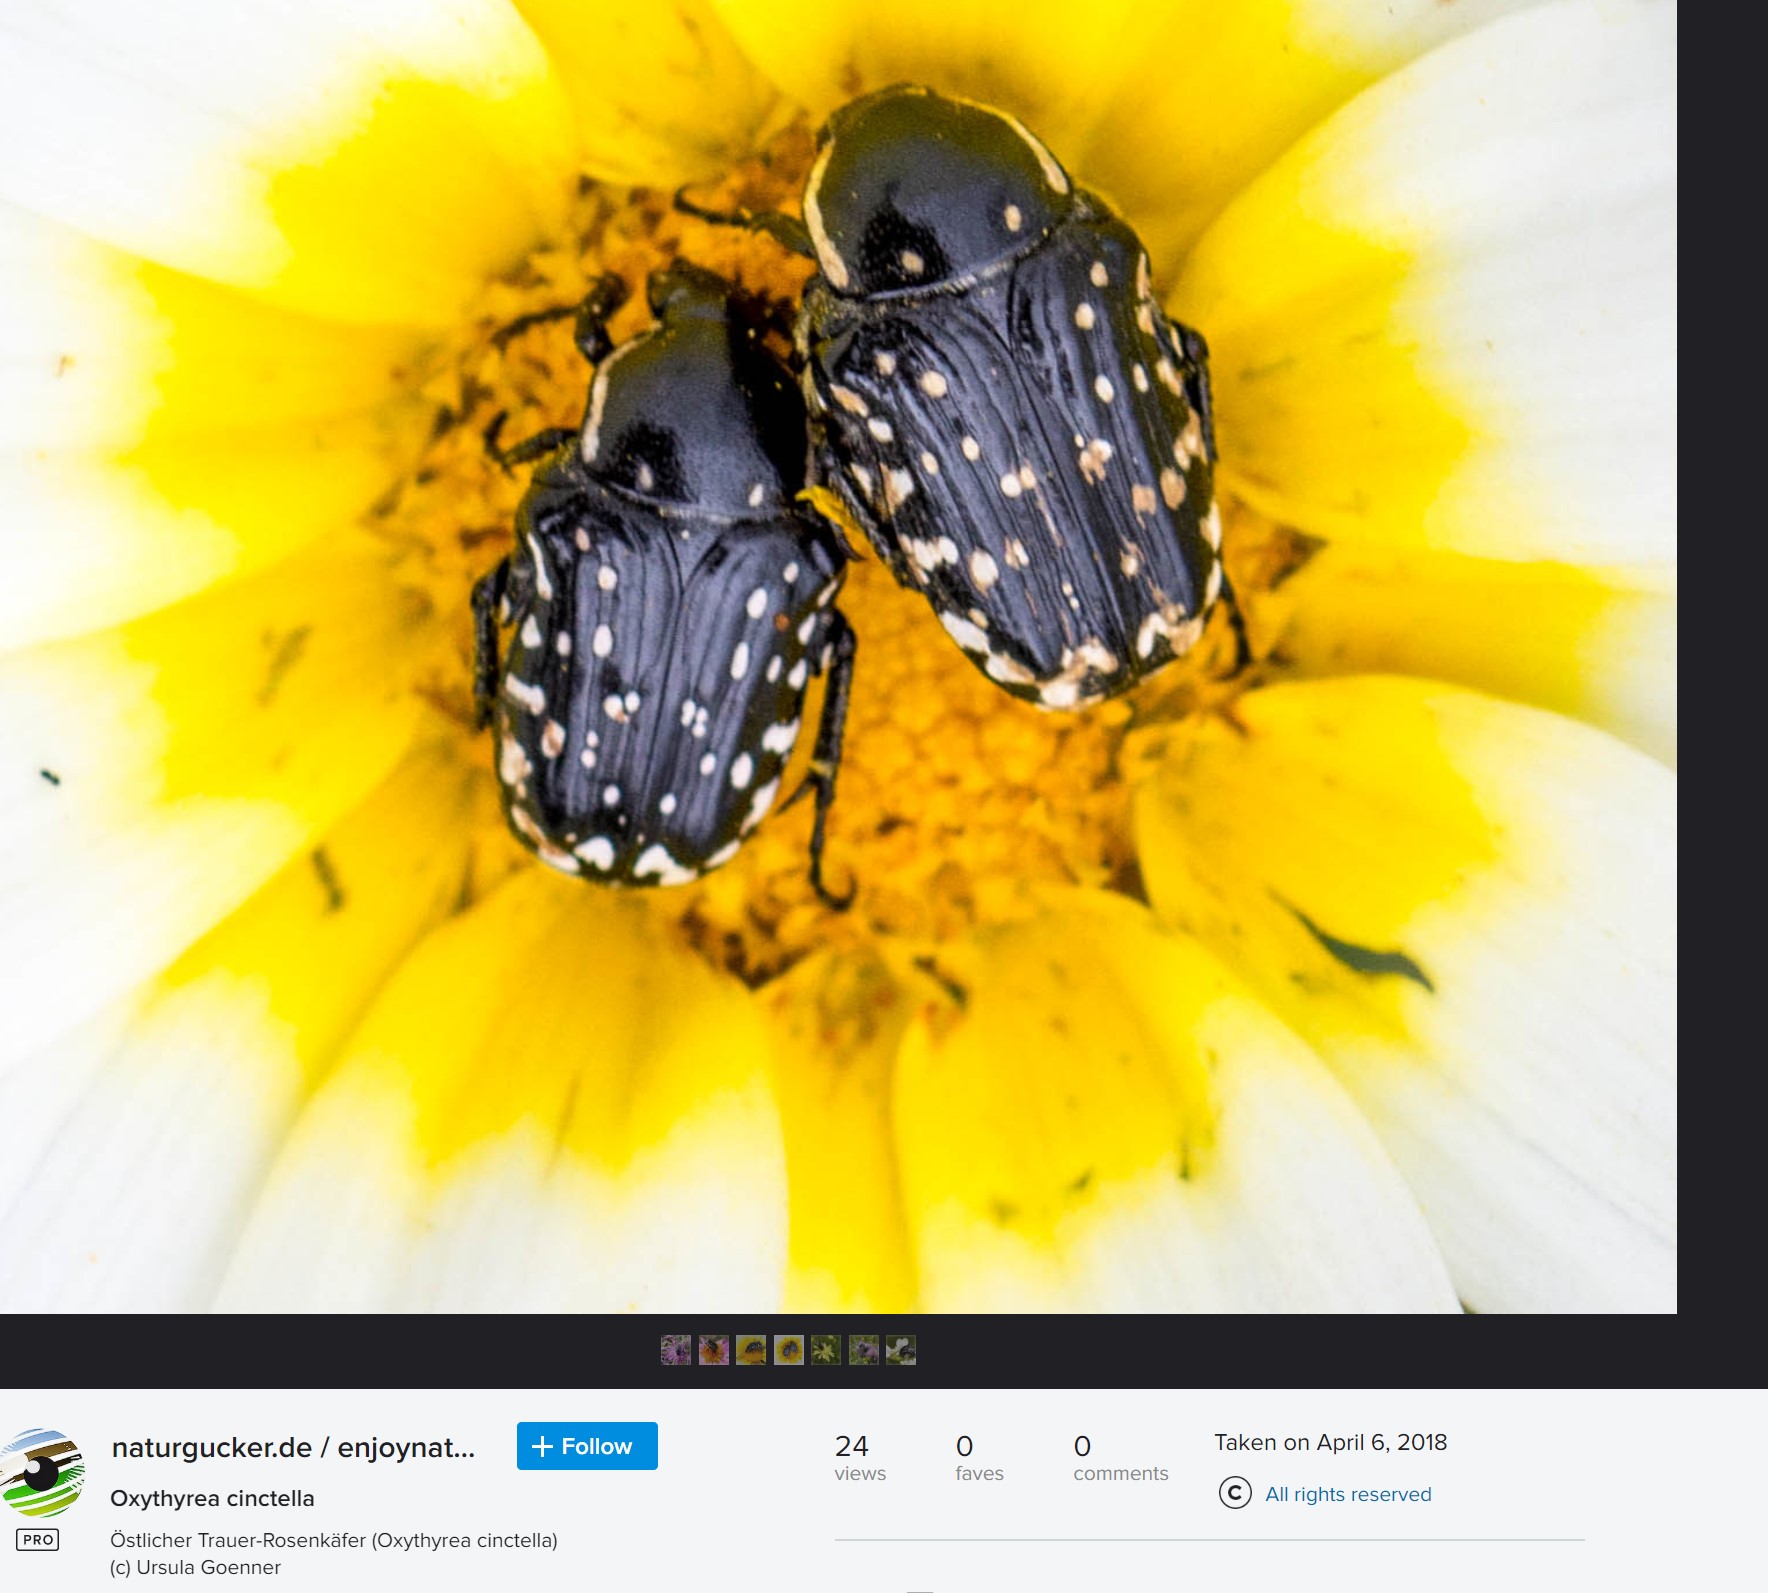 naturgucker.de / enjoynat...
+ Follow
Oxythyrea cinctella
PRO
Östlicher Trauer-Rosenkäfer (Oxythyrea cinctella)
(c) Ursula Goenner
24
views
0
faves
0
comments
Taken on April 6, 2018
C All rights reserved